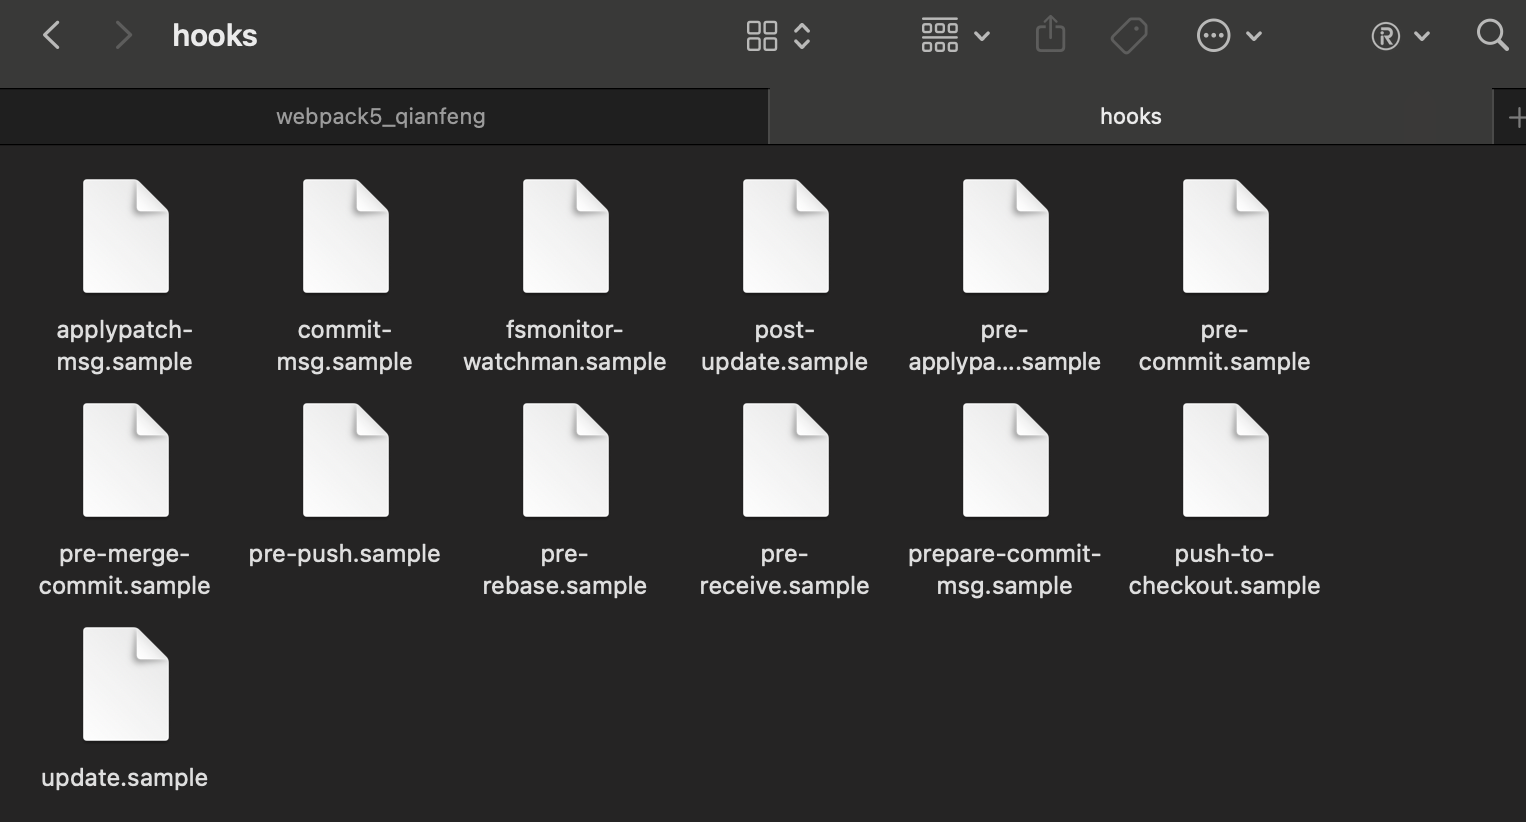 hooks
webpack5_qianfeng
hooks
applypatch-
msg.sample
commit-
msg.sample
fsmonitor-
watchman.sample
post-
update.sample
pre-
applypa....sample
pre-
commit.sample
pre-merge-
commit.sample
pre-push.sample
pre-
rebase.sample
pre-
receive.sample
prepare-commit-
msg.sample
push-to-
checkout.sample
update.sample